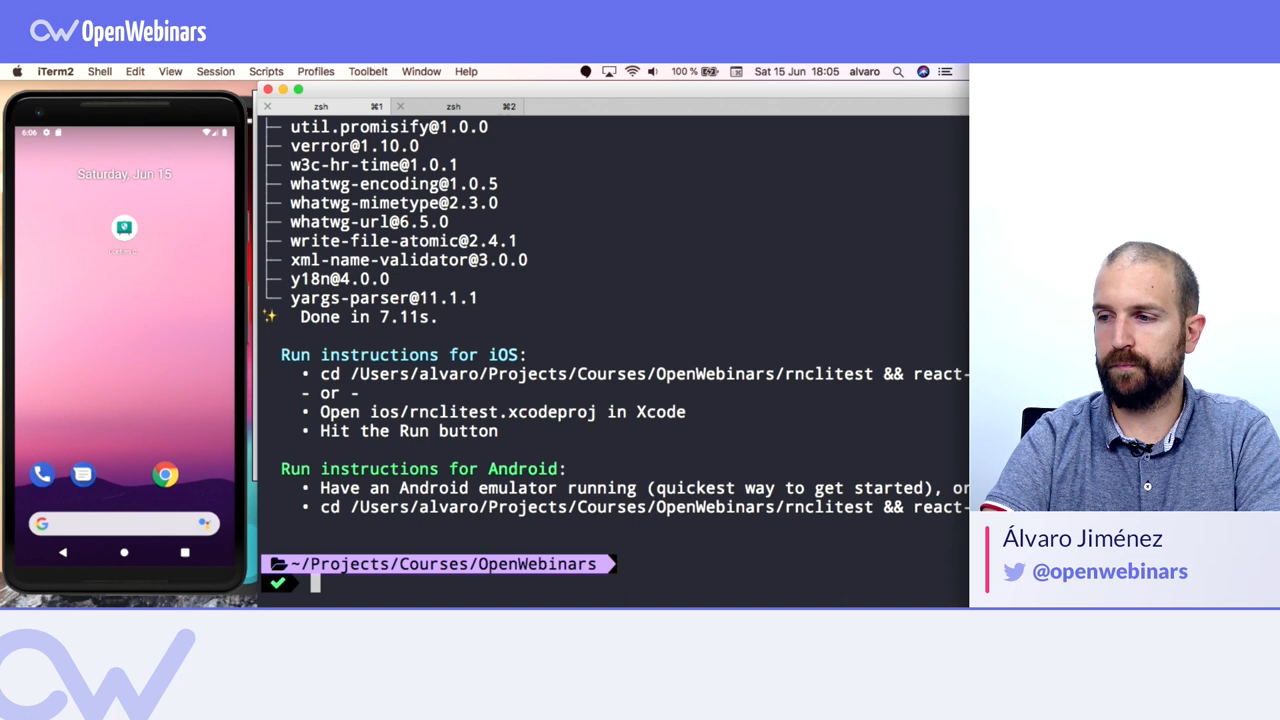 OpenWebinars
iTerm2 Shell Edit View Session Scripts Profiles Toolbelt Window Help 100 % Sat 15 Jun 18:05 alvaro
zsh ⌘1 zsh ⌘2
6:06
Saturday, Jun 15
util.promisify@1.0.0
verror@1.10.0
w3c-hr-time@1.0.1
whatwg-encoding@1.0.5
whatwg-mimetype@2.3.0
whatwg-url@6.5.0
write-file-atomic@2.4.1
xml-name-validator@3.0.0
y18n@4.0.0
yargs-parser@11.1.1
Done in 7.11s.
Run instructions for iOS:
• cd /Users/alvaro/Projects/Courses/OpenWebinars/rnclitest && react-
- or -
• Open ios/rnclitest.xcodeproj in Xcode
• Hit the Run button
Run instructions for Android:
• Have an Android emulator running (quickest way to get started), or
• cd /Users/alvaro/Projects/Courses/OpenWebinars/rnclitest && react-
~/Projects/Courses/OpenWebinars
Álvaro Jiménez
@openwebinars